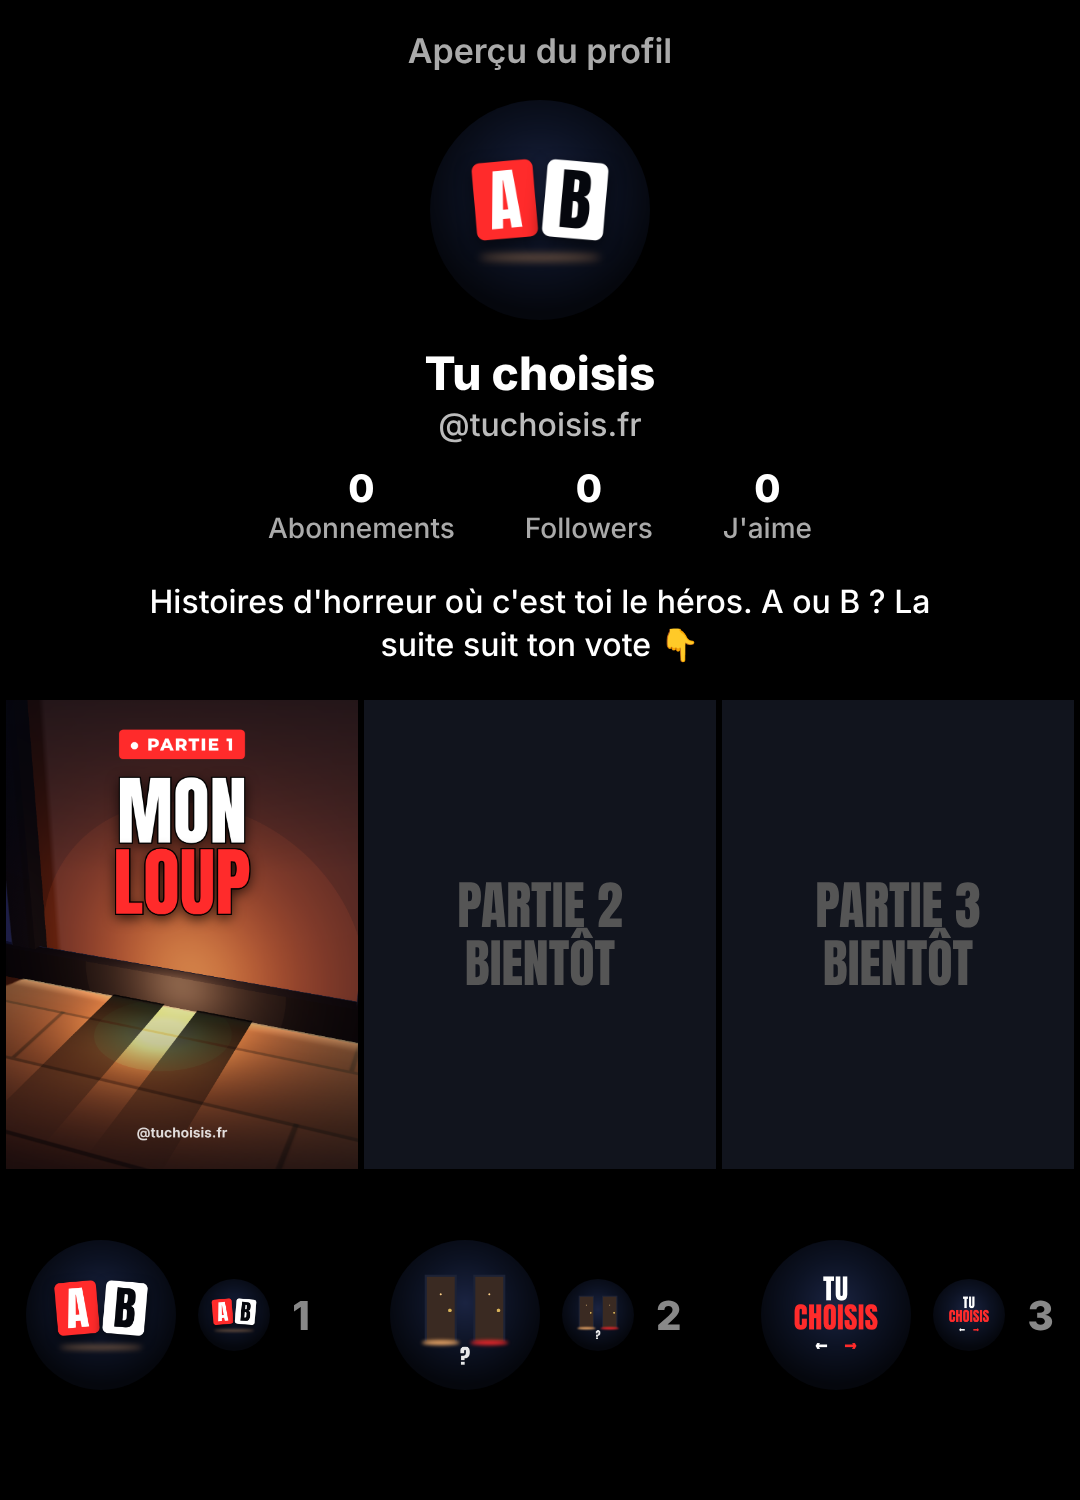 Aperçu du profil
A B
Tu choisis
@tuchoisis.fr
0 0 0
Abonnements Followers J'aime
Histoires d'horreur où c'est toi le héros. A ou B ? La
suite suit ton vote 👇
• PARTIE 1
MON
LOUP
@tuchoisis.fr
PARTIE 2
BIENTÔT
PARTIE 3
BIENTÔT
A B
A B
1
?
?
2
TU
CHOISIS
← →
TU
CHOISIS
← →
3